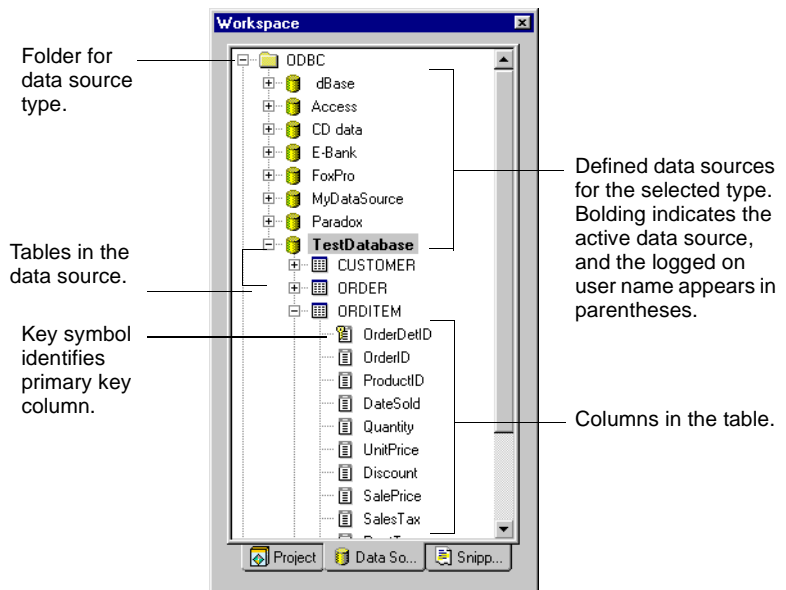 Workspace
Folder for
data source
type.
ODBC
dBase
Access
CD data
E-Bank
FoxPro
MyDataSource
Paradox
TestDatabase
CUSTOMER
ORDER
ORDITEM
OrderDetID
OrderID
ProductID
DateSold
Quantity
UnitPrice
Discount
SalePrice
SalesTax
Tables in the
data source.
Key symbol
identifies
primary key
column.
Defined data sources
for the selected type.
Bolding indicates the
active data source,
and the logged on
user name appears in
parentheses.
Columns in the table.
Project
Data So...
Snipp...